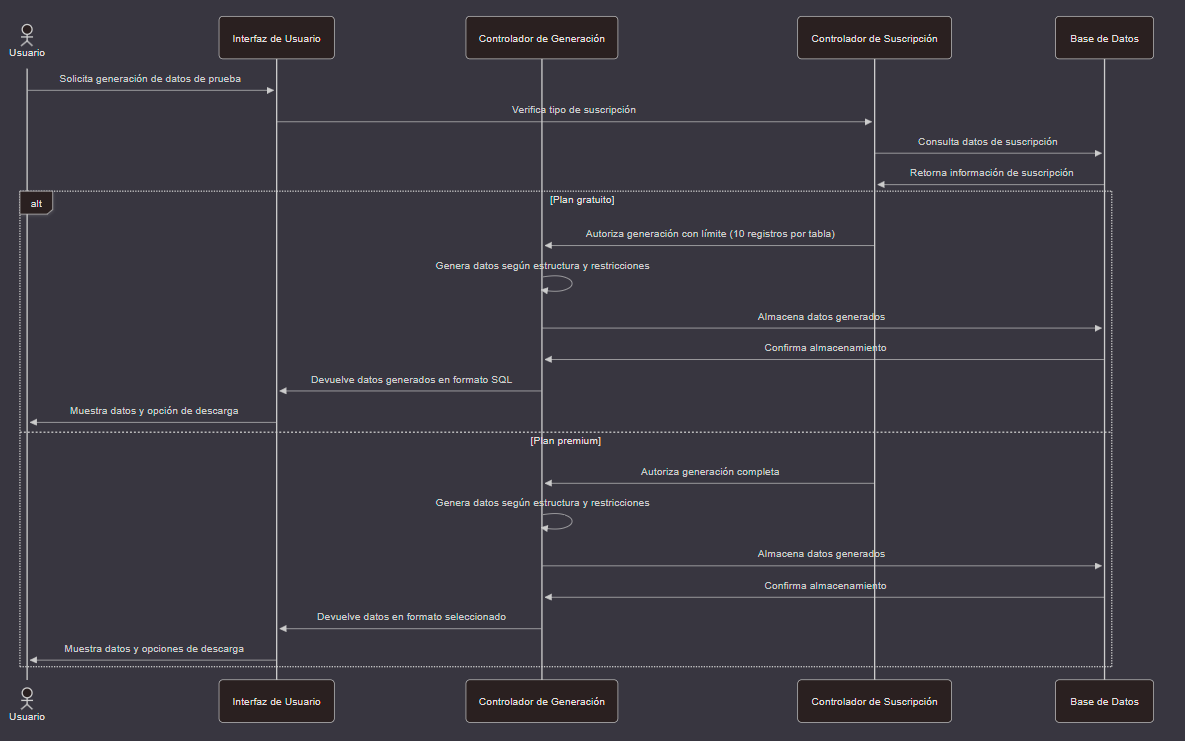 Usuario
Interfaz de Usuario
Controlador de Generación
Controlador de Suscripción
Base de Datos
Solicita generación de datos de prueba
Verifica tipo de suscripción
Consulta datos de suscripción
Retorna información de suscripción
alt
[Plan gratuito]
Autoriza generación con límite (10 registros por tabla)
Genera datos según estructura y restricciones
Almacena datos generados
Confirma almacenamiento
Devuelve datos generados en formato SQL
Muestra datos y opción de descarga
[Plan premium]
Autoriza generación completa
Genera datos según estructura y restricciones
Almacena datos generados
Confirma almacenamiento
Devuelve datos en formato seleccionado
Muestra datos y opciones de descarga
Usuario
Interfaz de Usuario
Controlador de Generación
Controlador de Suscripción
Base de Datos